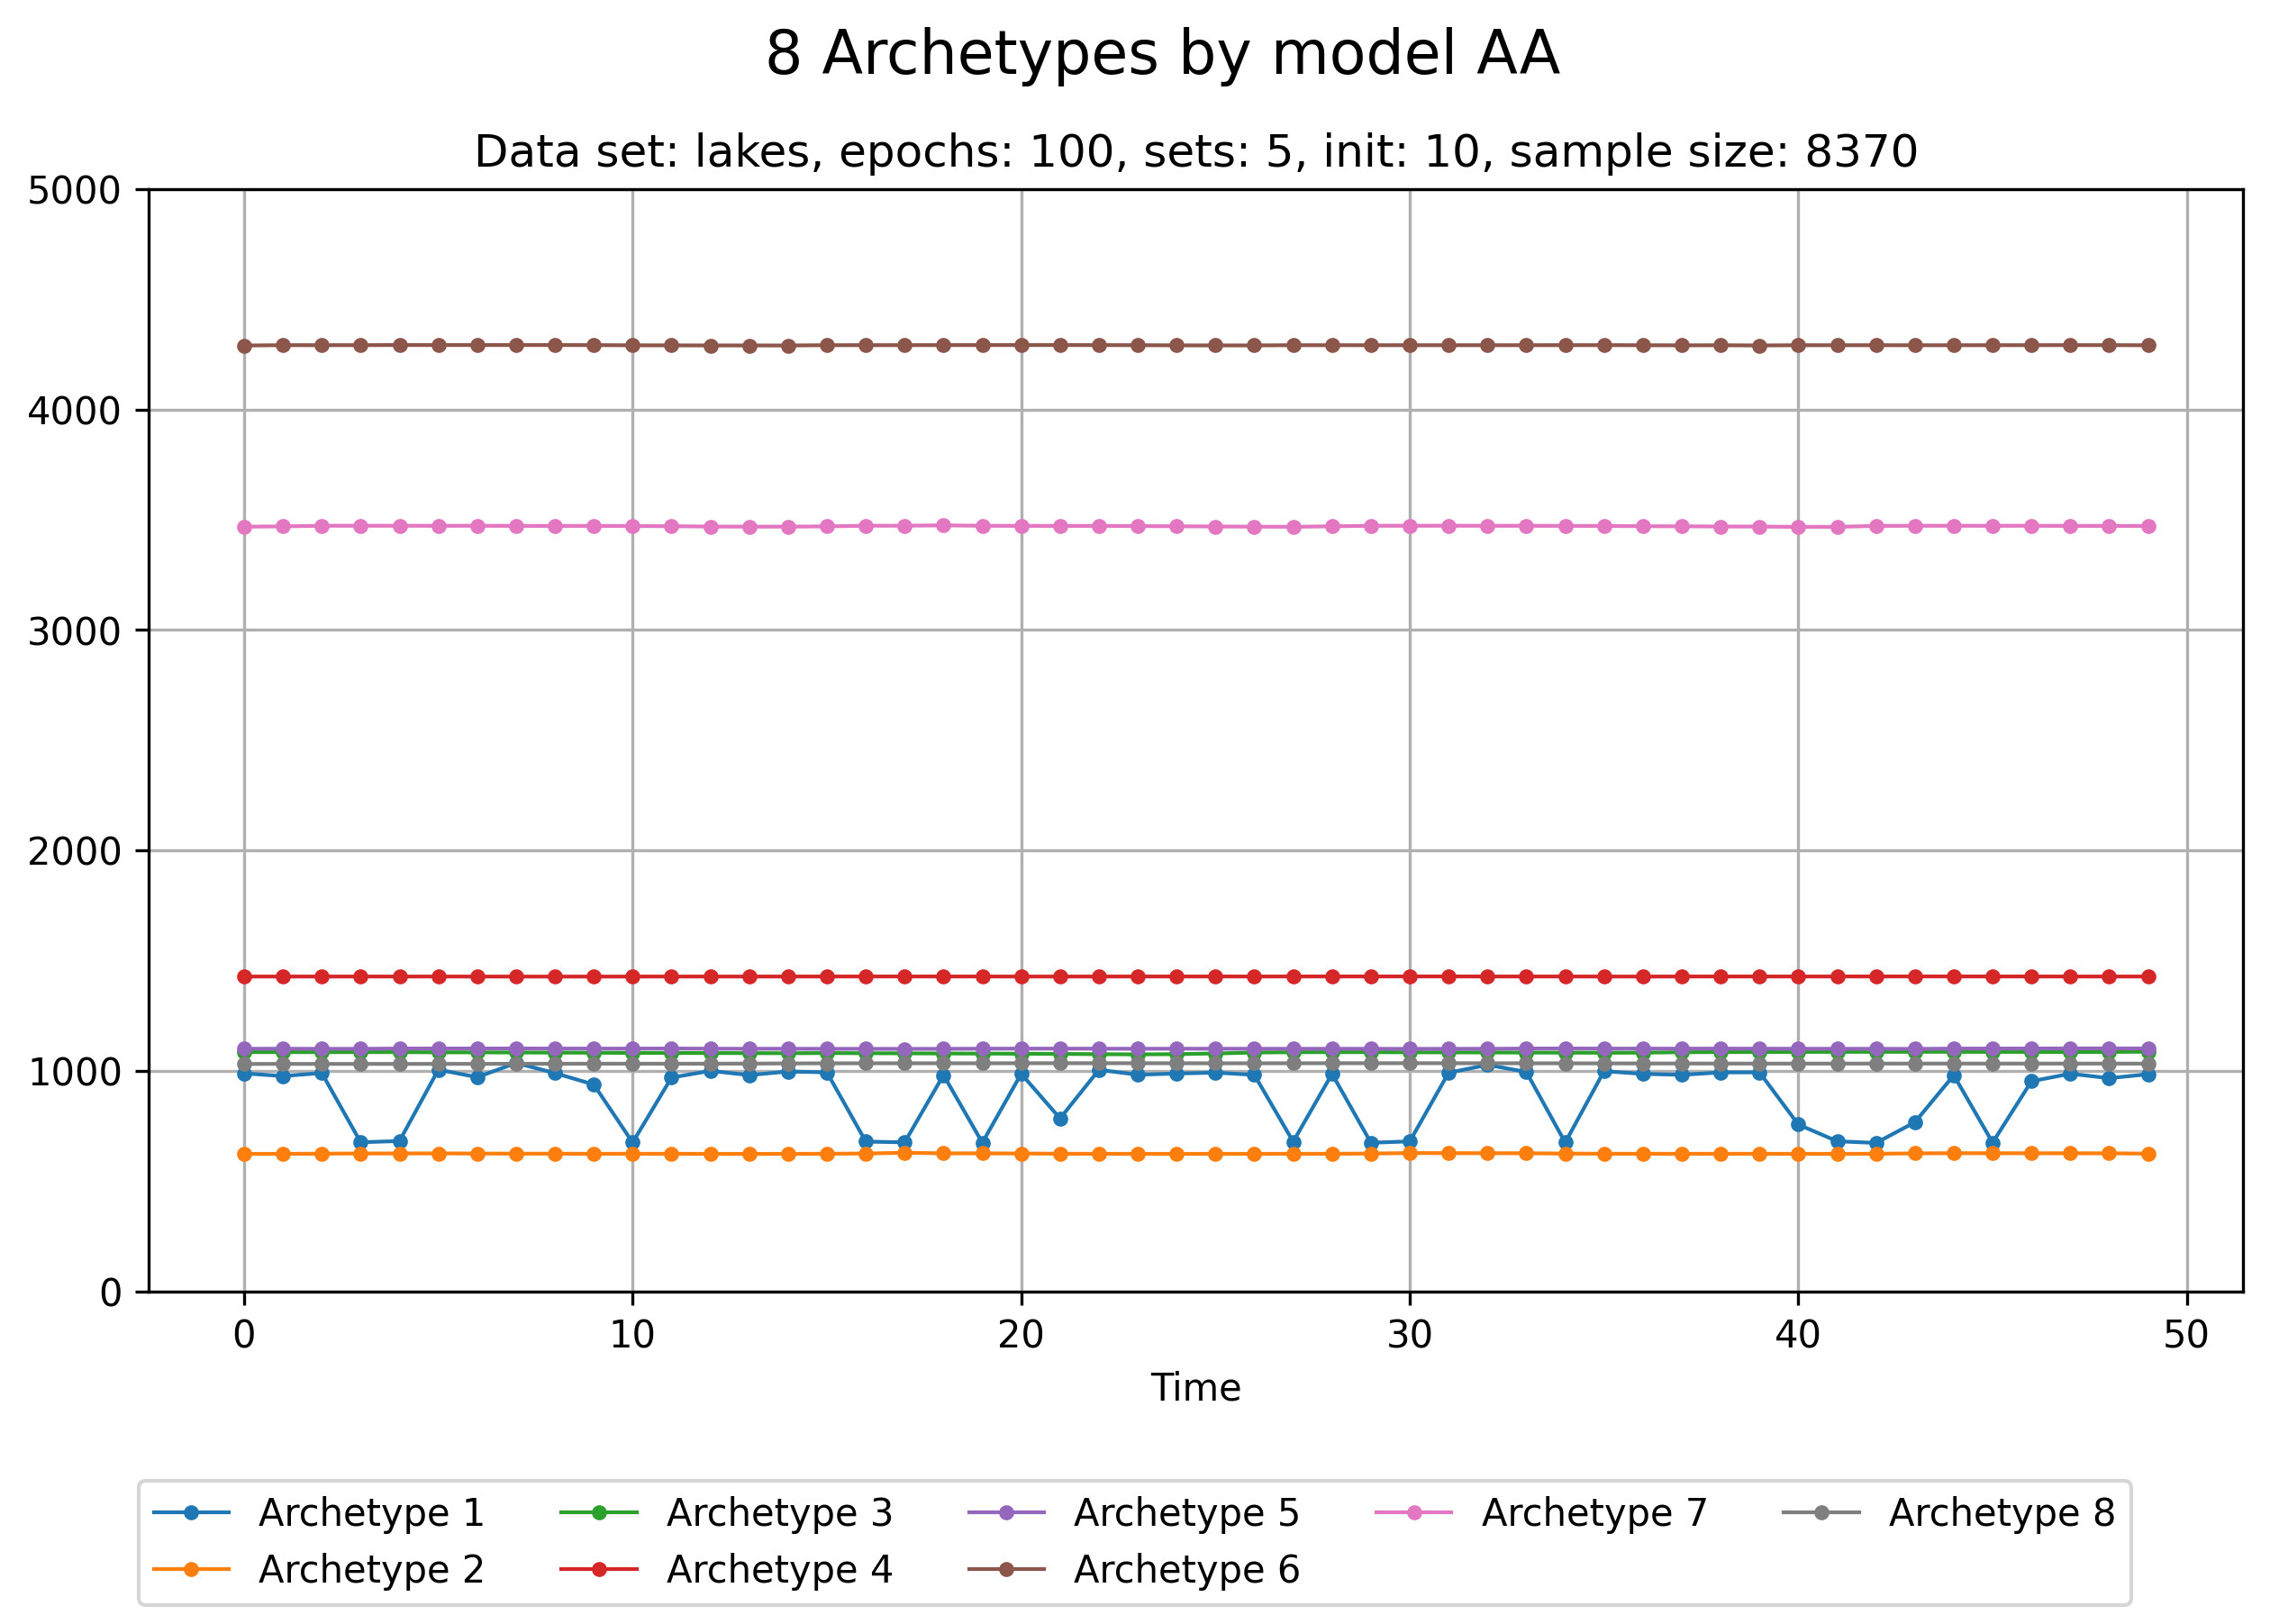 8 Archetypes by model AA
Data set: lakes, epochs: 100, sets: 5, init: 10, sample size: 8370
5000
4000
3000
2000
1000
0
0 10 20 30 40 50
Time
Archetype 1 Archetype 3 Archetype 5 Archetype 7 Archetype 8
Archetype 2 Archetype 4 Archetype 6